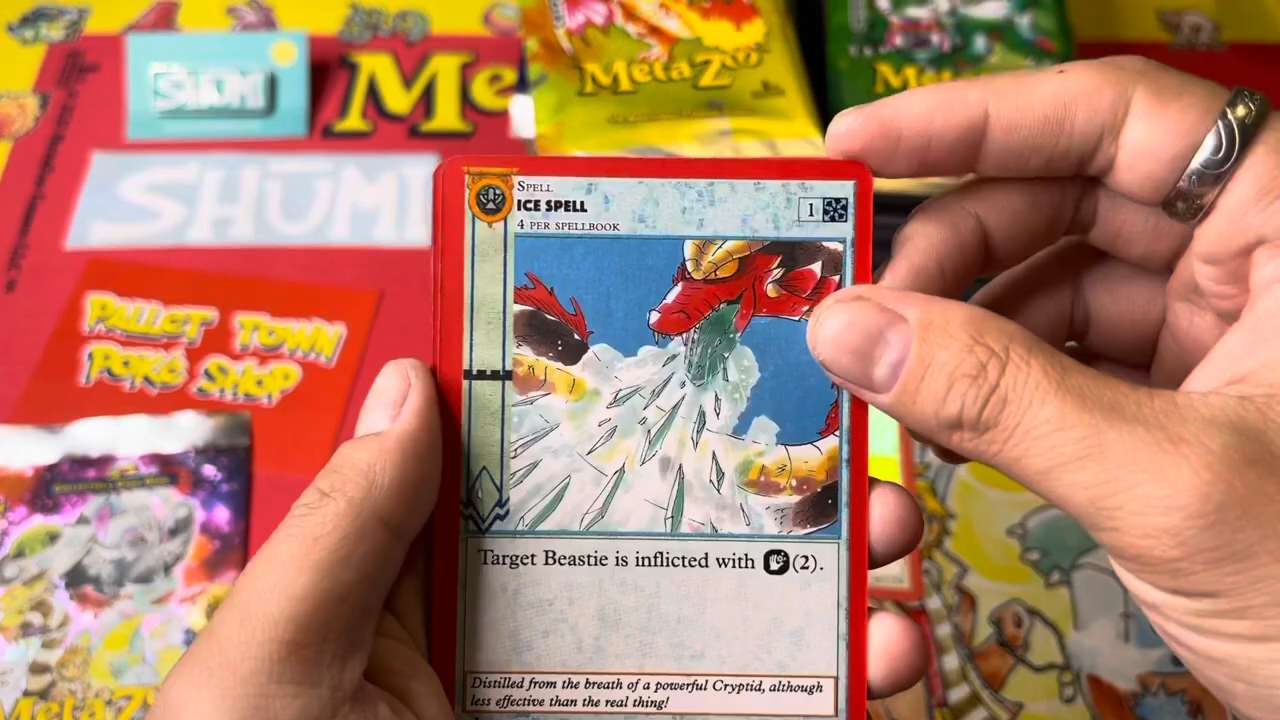 SHUMI
Me
MetaZoo
Meta
SHUMI
PALLET TOWN
POKÉ SHOP
SPELL
ICE SPELL
4 PER SPELLBOOK
1
Target Beastie is inflicted with (2).
Distilled from the breath of a powerful Cryptid, although
less effective than the real thing!
MetaZoo